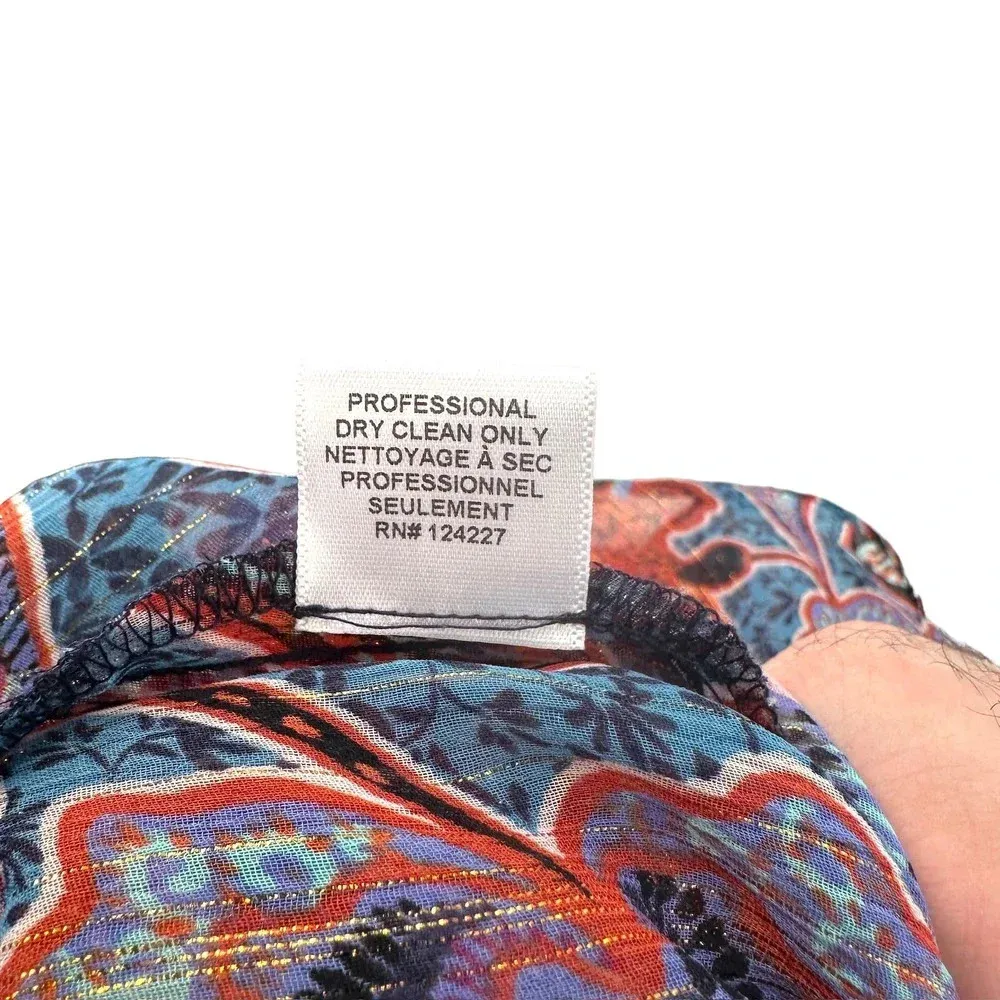 PROFESSIONAL
DRY CLEAN ONLY
NETTOYAGE À SEC
PROFESSIONNEL
SEULEMENT
RN# 124227